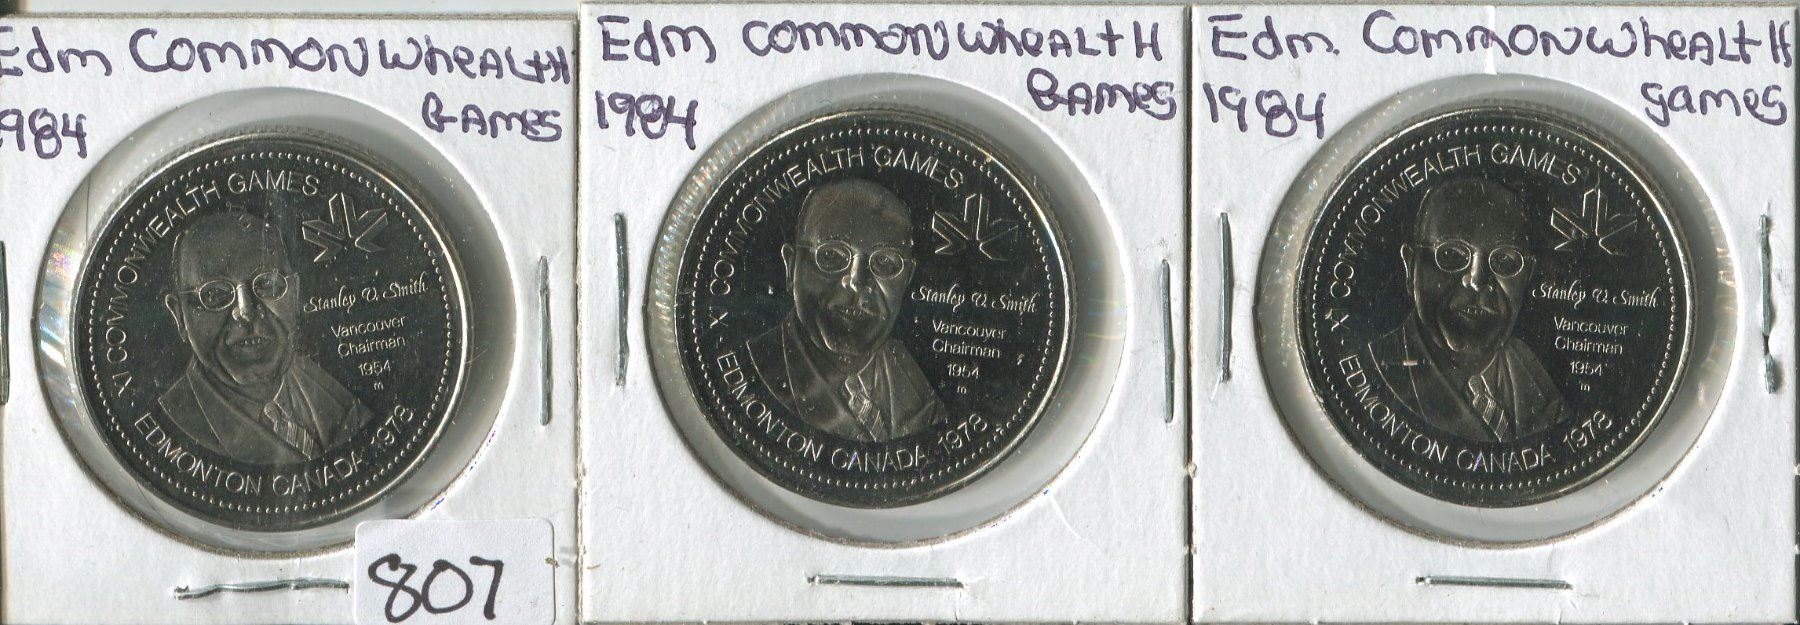 Edm CommonWhealth
Games
1984
XI COMMONWEALTH GAMES
Stanley V. Smith
Vancouver
Chairman
1954
m
EDMONTON CANADA 1978
807
Edm CommonWhealth
Games
1984
XI COMMONWEALTH GAMES
Stanley V. Smith
Vancouver
Chairman
1954
m
EDMONTON CANADA 1978
Edm. CommonWhealth
games
1984
XI COMMONWEALTH GAMES
Stanley V. Smith
Vancouver
Chairman
1954
m
EDMONTON CANADA 1978